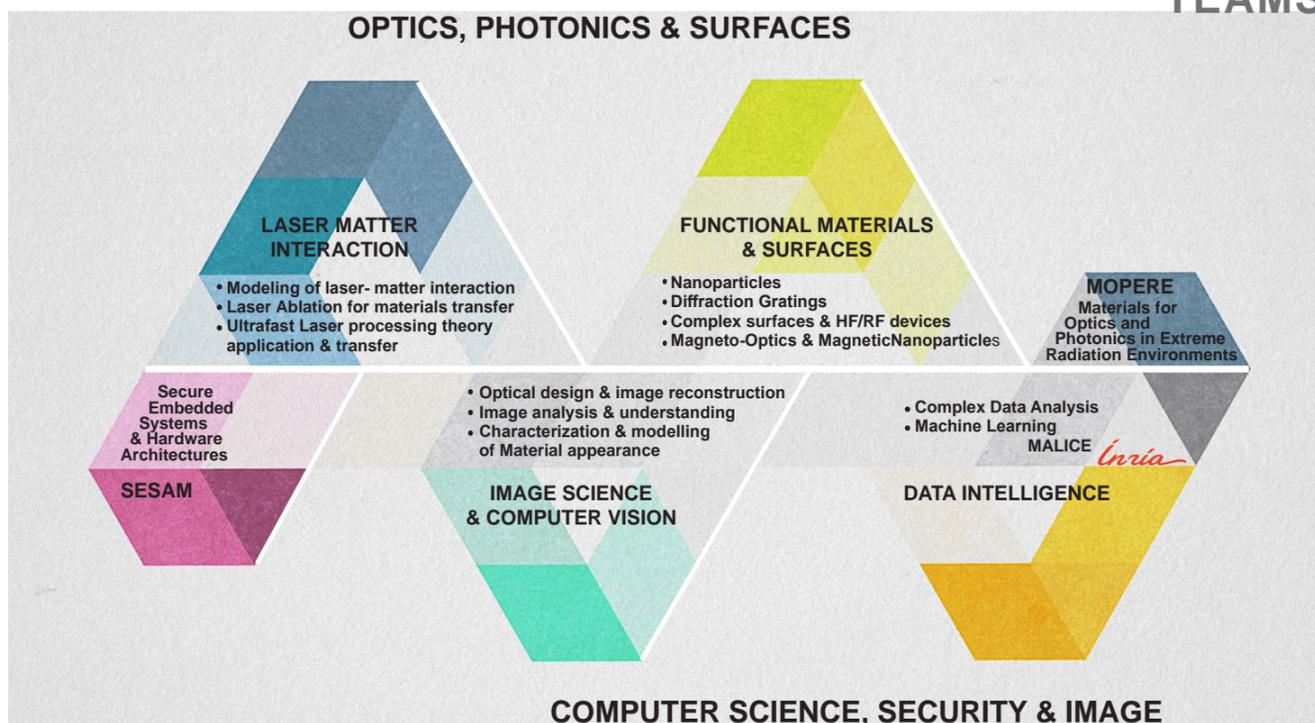 TEAMS
OPTICS, PHOTONICS & SURFACES
LASER MATTER
INTERACTION
• Modeling of laser- matter interaction
• Laser Ablation for materials transfer
• Ultrafast Laser processing theory
application & transfer
FUNCTIONAL MATERIALS
& SURFACES
• Nanoparticles
• Diffraction Gratings
• Complex surfaces & HF/RF devices
• Magneto-Optics & MagneticNanoparticles
MOPERE
Materials for
Optics and
Photonics in Extreme
Radiation Environments
Secure
Embedded
Systems
& Hardware
Architectures
SESAM
• Optical design & image reconstruction
• Image analysis & understanding
• Characterization & modelling
of Material appearance
IMAGE SCIENCE
& COMPUTER VISION
• Complex Data Analysis
• Machine Learning
MALICE Inria
DATA INTELLIGENCE
COMPUTER SCIENCE, SECURITY & IMAGE